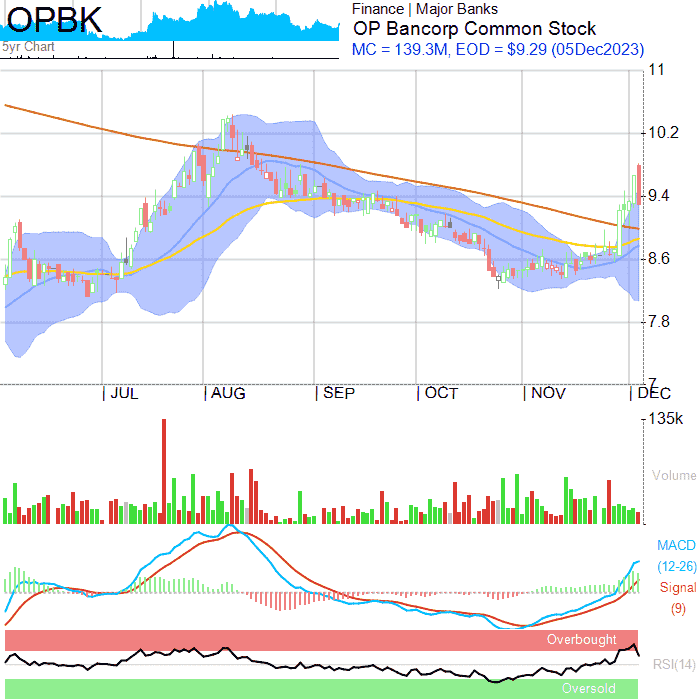 OPBK
5yr Chart
Finance | Major Banks
OP Bancorp Common Stock
MC = 139.3M, EOD = $9.29 (05Dec2023)
11
10.2
9.4
8.6
7.8
7
JUL
AUG
SEP
OCT
NOV
DEC
135k
Volume
MACD
(12-26)
Signal
(9)
Overbought
RSI(14)
Oversold